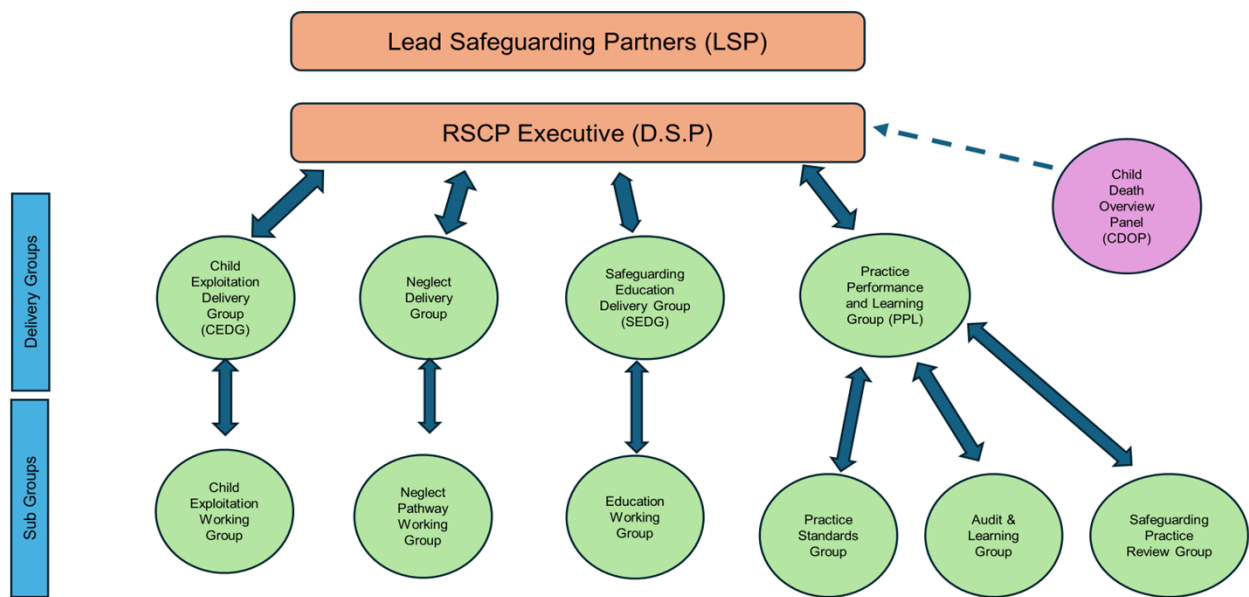 Lead Safeguarding Partners (LSP)
RSCP Executive (D.S.P)
Child
Death
Overview
Panel
(CDOP)
Delivery Groups
Child
Exploitation
Delivery
Group
(CEDG)
Neglect
Delivery
Group
Safeguarding
Education
Delivery Group
(SEDG)
Practice
Performance
and Learning
Group (PPL)
Sub Groups
Child
Exploitation
Working
Group
Neglect
Pathway
Working
Group
Education
Working
Group
Practice
Standards
Group
Audit &
Learning
Group
Safeguarding
Practice
Review Group